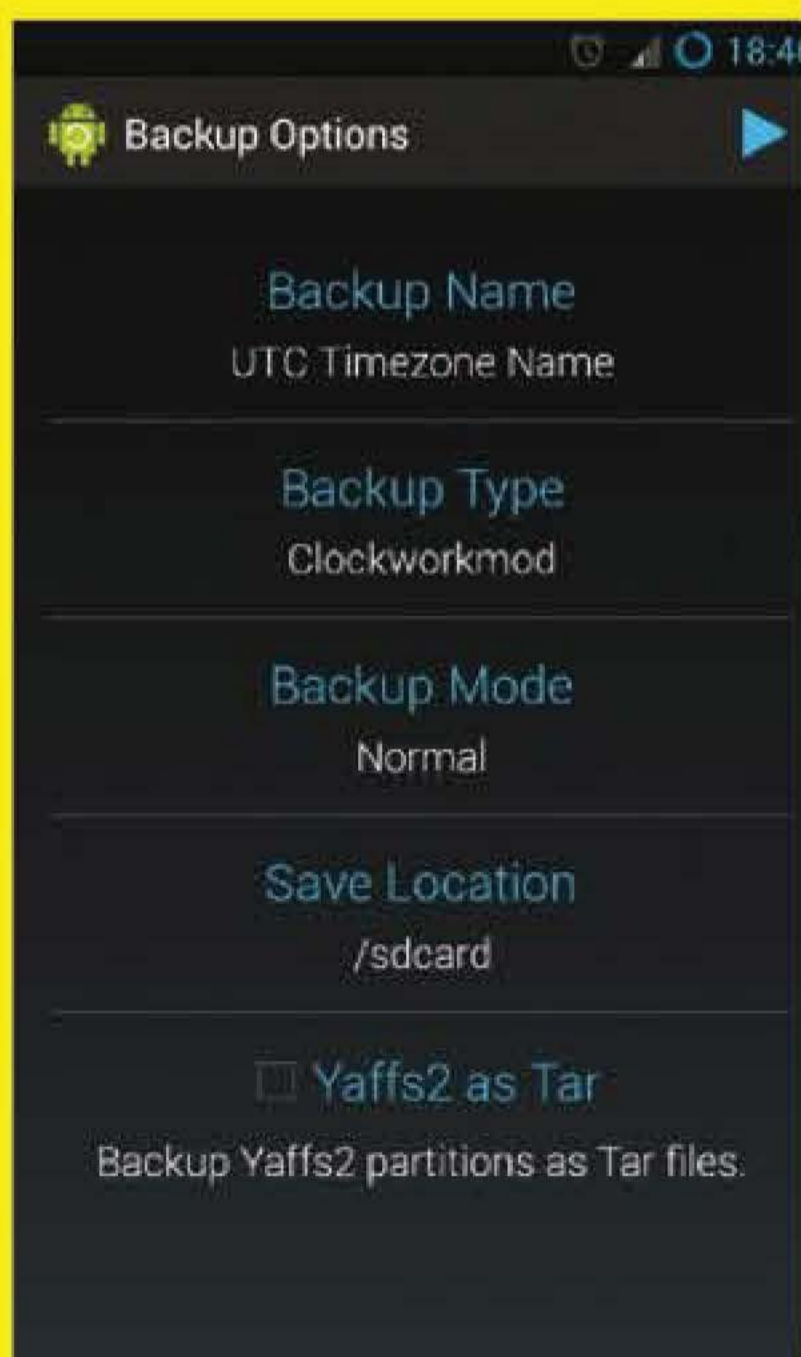 18:46
Backup Options
Backup Name
UTC Timezone Name
Backup Type
Clockworkmod
Backup Mode
Normal
Save Location
/sdcard
Yaffs2 as Tar
Backup Yaffs2 partitions as Tar files.